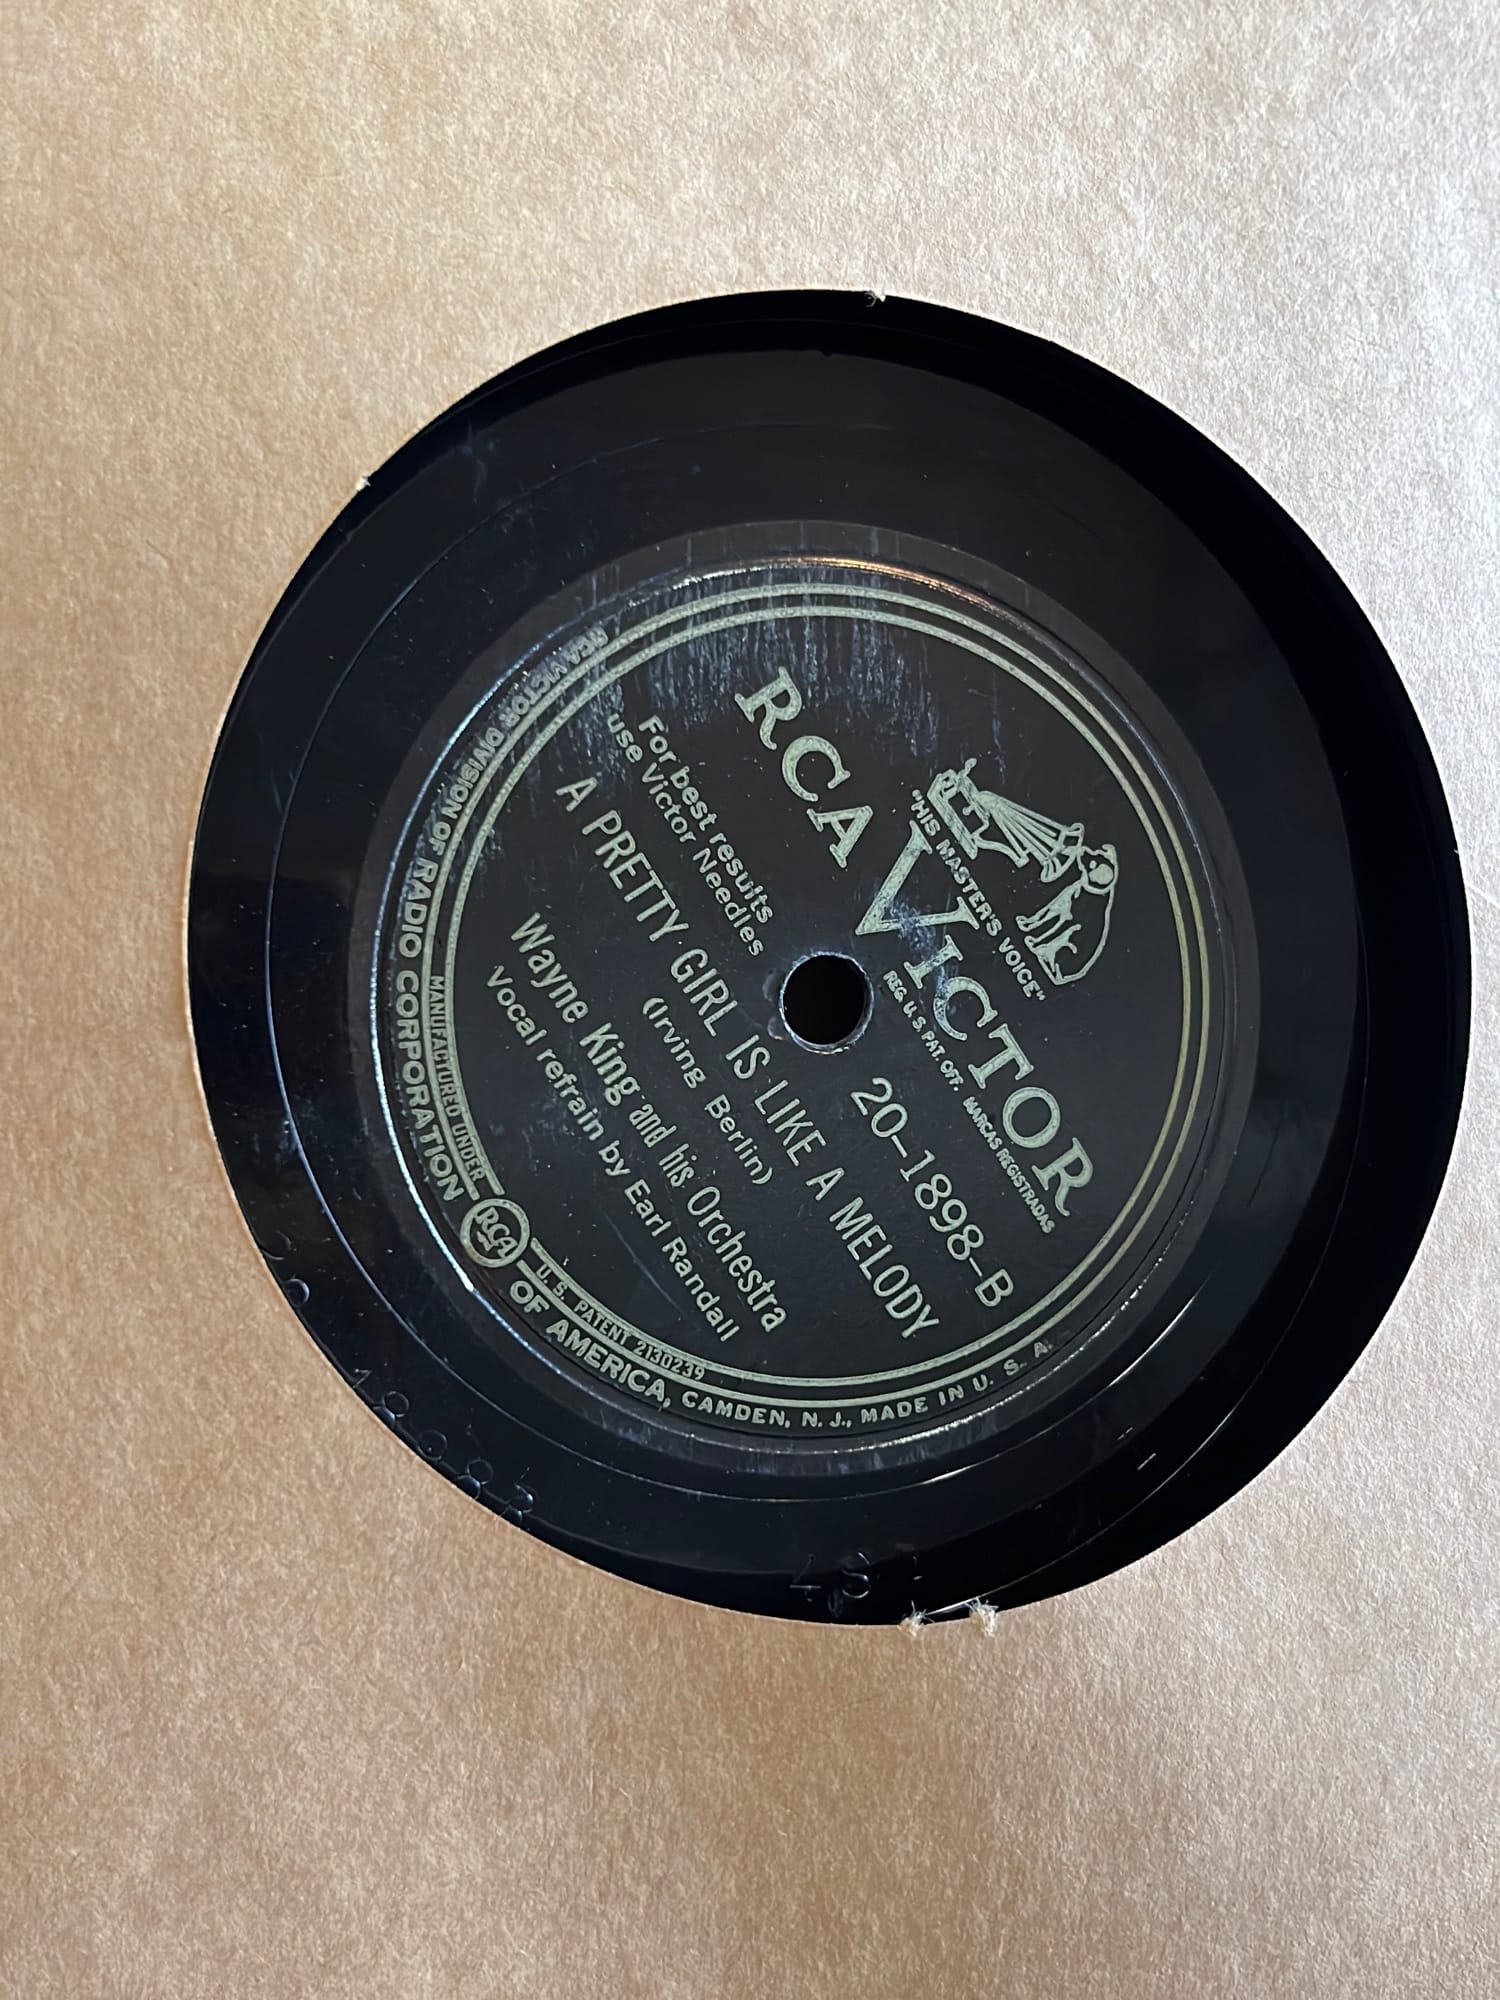 "HIS MASTER'S VOICE"
RCA VICTOR
REG. U.S. PAT. OFF. MARCAS REGISTRADAS
For best results
use Victor Needles
20-1898-B
A PRETTY GIRL IS LIKE A MELODY
(Irving Berlin)
Wayne King and his Orchestra
Vocal refrain by Earl Randall
MANUFACTURED UNDER
RCA
U.S. PATENT 2130239
RCA VICTOR DIVISION OF RADIO CORPORATION OF AMERICA, CAMDEN, N. J., MADE IN U. S. A.